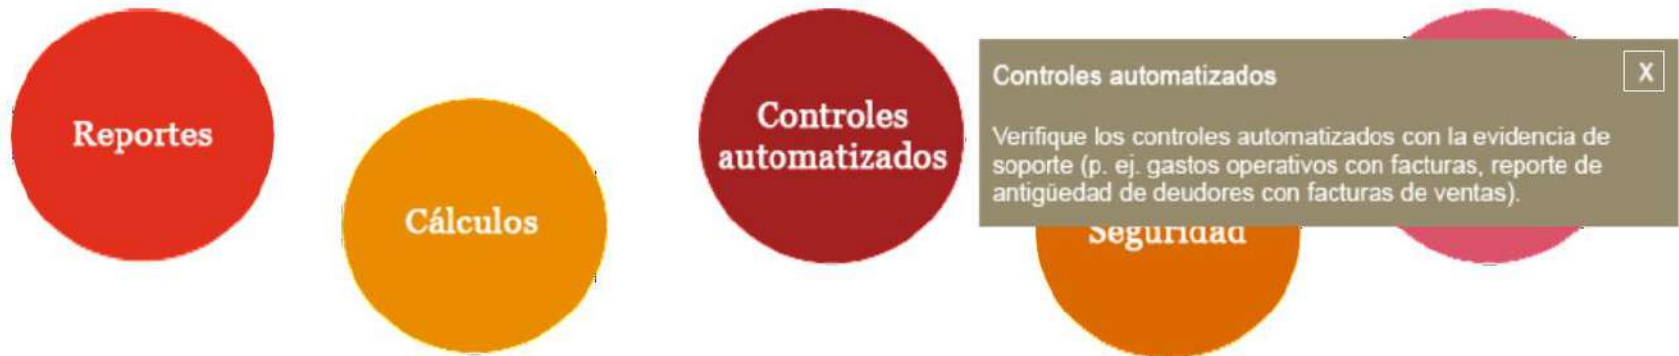 Reportes
Cálculos
Controles
automatizados
Controles automatizados
X
Verifique los controles automatizados con la evidencia de
soporte (p. ej. gastos operativos con facturas, reporte de
antigüedad de deudores con facturas de ventas).
Seguridad